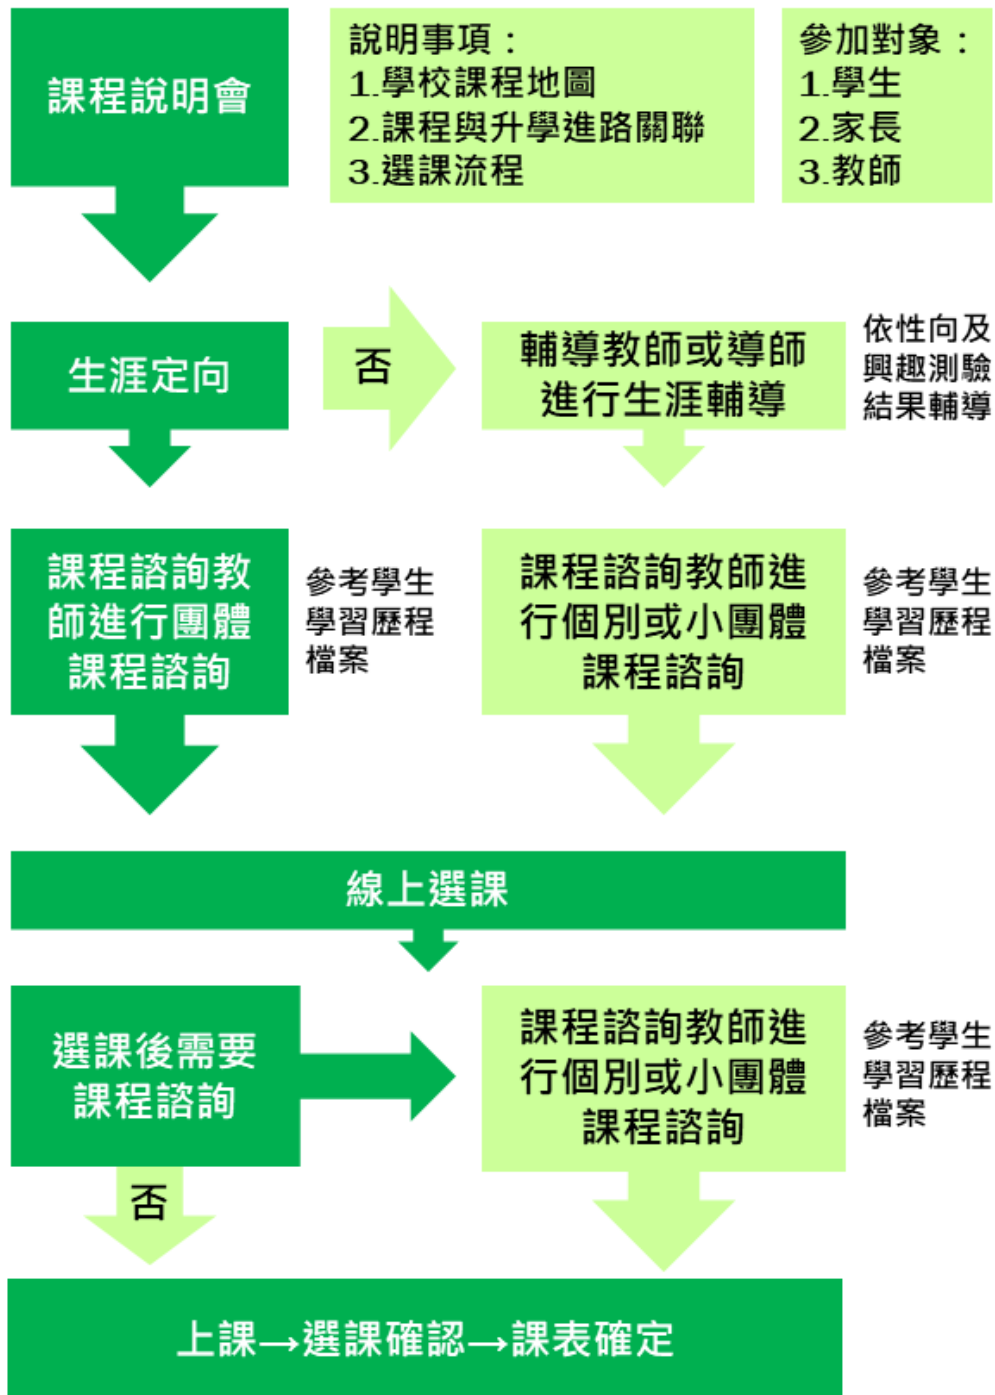 課程說明會
說明事項：
1.學校課程地圖
2.課程與升學進路關聯
3.選課流程
參加對象：
1.學生
2.家長
3.教師
生涯定向
否
輔導教師或導師
進行生涯輔導
依性向及
興趣測驗
結果輔導
課程諮詢教
師進行團體
課程諮詢
參考學生
學習歷程
檔案
課程諮詢教師進
行個別或小團體
課程諮詢
參考學生
學習歷程
檔案
線上選課
選課後需要
課程諮詢
課程諮詢教師進
行個別或小團體
課程諮詢
參考學生
學習歷程
檔案
否
上課→選課確認→課表確定